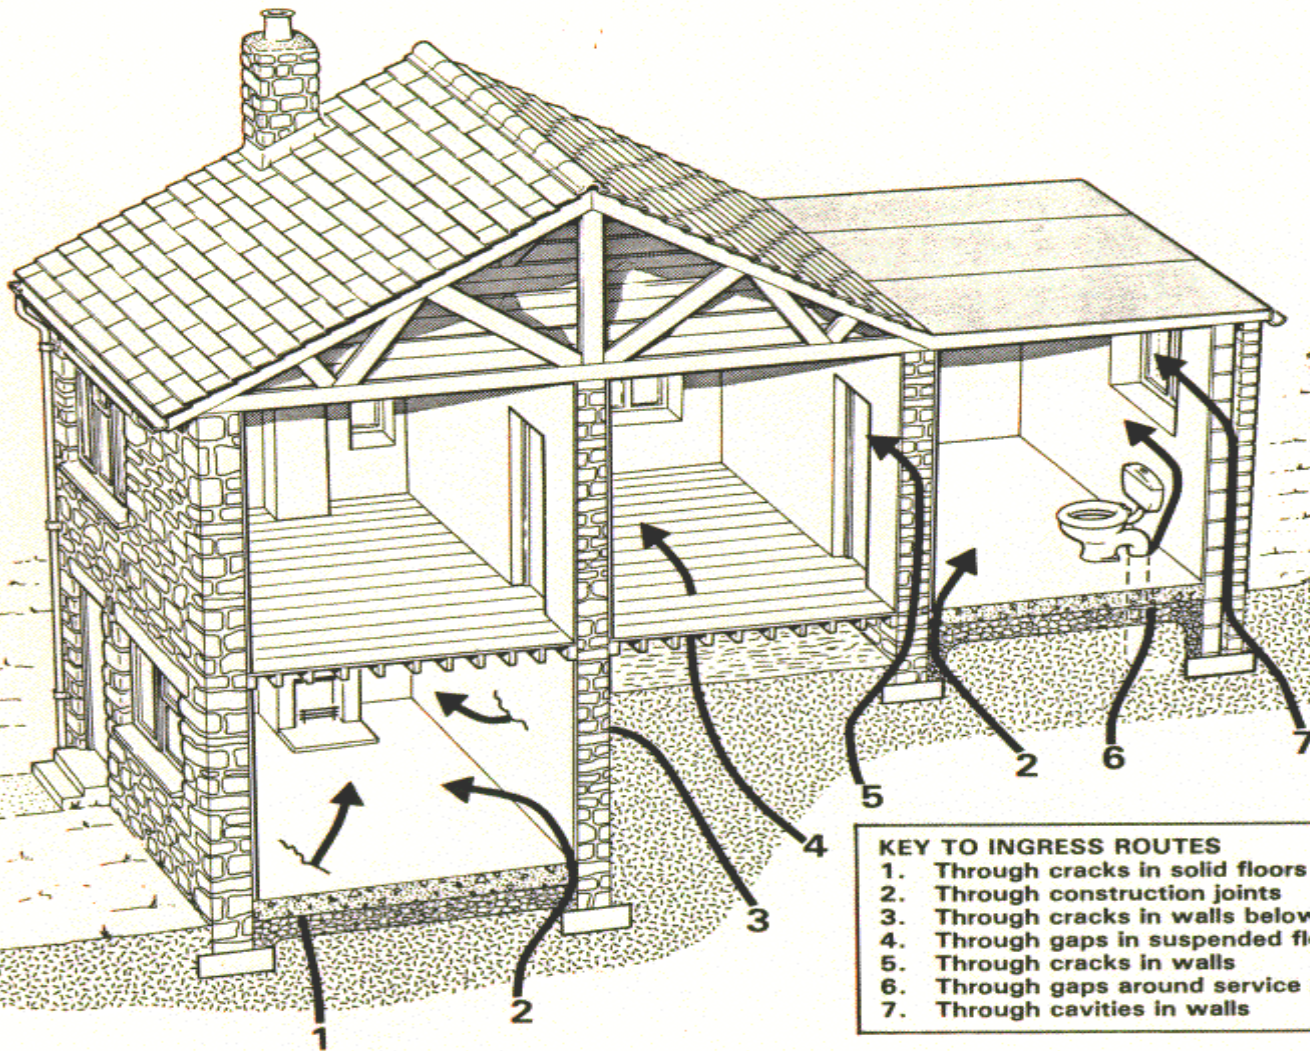 7
2
6
5
4
3
2
1
KEY TO INGRESS ROUTES
1. Through cracks in solid floors
2. Through construction joints
3. Through cracks in walls below
4. Through gaps in suspended
5. Through cracks in walls
6. Through gaps around service
7. Through cavities in walls